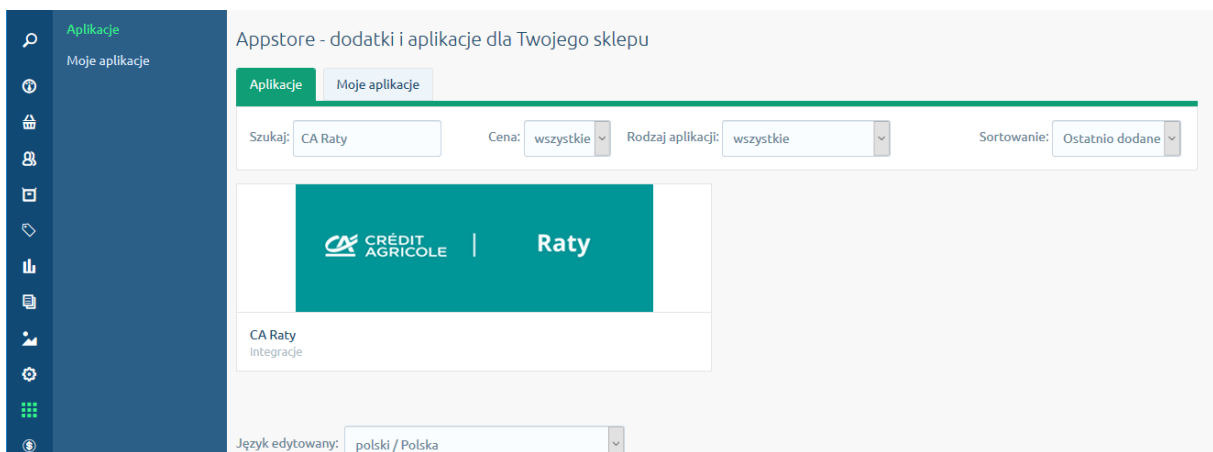 Aplikacje
Moje aplikacje
Appstore - dodatki i aplikacje dla Twojego sklepu
Aplikacje Moje aplikacje
Szukaj: CA Raty Cena: wszystkie Rodzaj aplikacji: wszystkie Sortowanie: Ostatnio dodane
CRÉDIT
AGRICOLE | Raty
CA Raty
Integracje
Język edytowany: polski / Polska